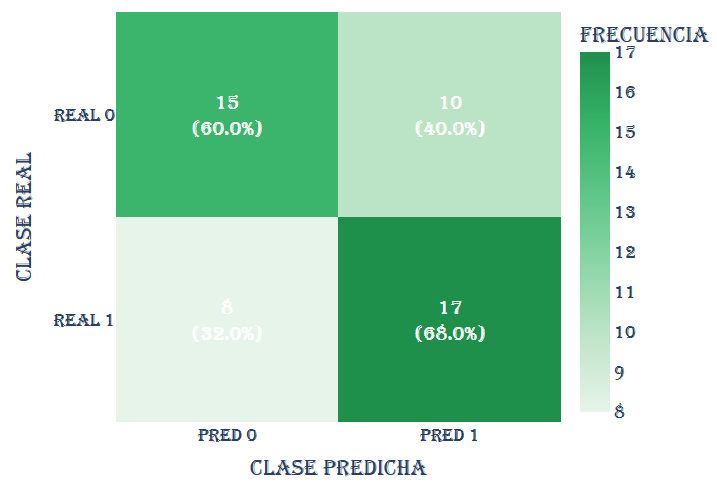 FRECUENCIA
15
(60.0%)
10
(40.0%)
8
(32.0%)
17
(68.0%)
REAL 0
REAL 1
CLASE REAL
PRED 0
PRED 1
CLASE PREDICHA
17
16
15
14
13
12
11
10
9
8